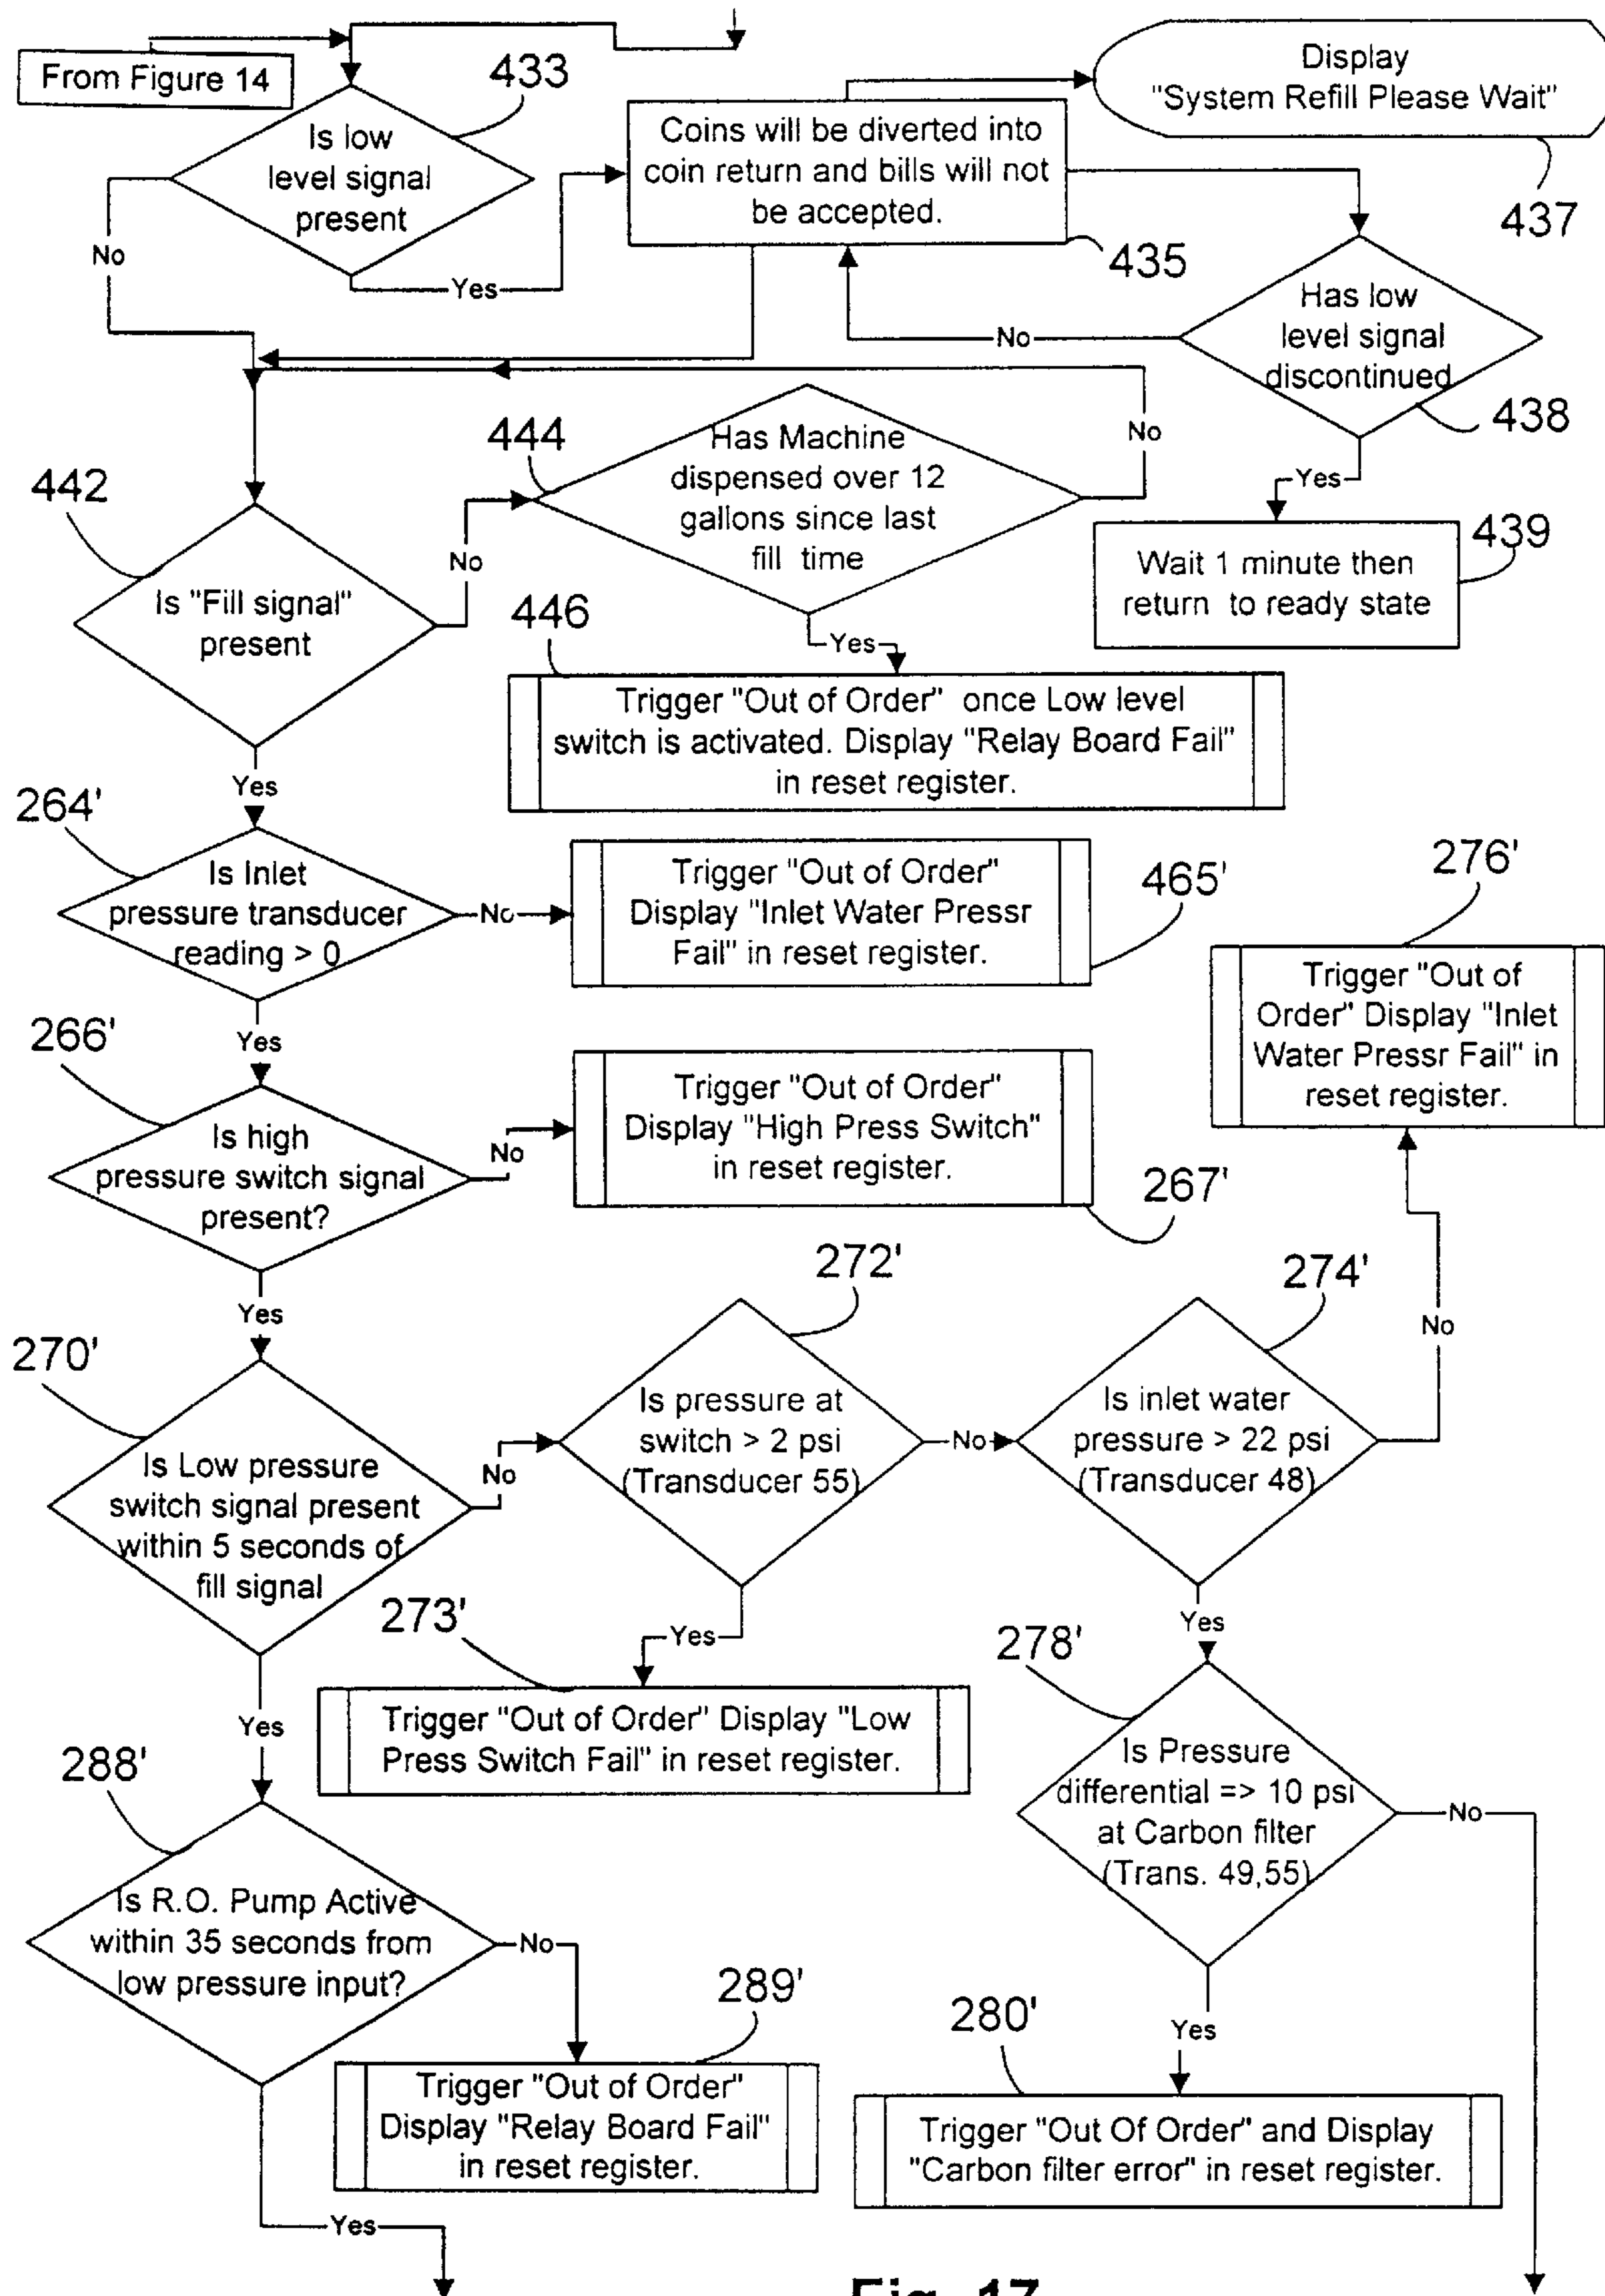 From Figure 14
433
Is low
level signal
present
No
Yes
Coins will be diverted into
coin return and bills will not
be accepted.
435
Display
"System Refill Please Wait"
437
Has low
level signal
discontinued
438
No
Yes
Wait 1 minute then
return to ready state
439
442
Is "Fill signal"
present
No
Yes
444
Has Machine
dispensed over 12
gallons since last
fill time
No
Yes
446
Trigger "Out of Order" once Low level
switch is activated. Display "Relay Board Fail"
in reset register.
264'
Is Inlet
pressure transducer
reading > 0
No
Yes
Trigger "Out of Order"
Display "Inlet Water Pressr
Fail" in reset register.
465'
266'
Is high
pressure switch signal
present?
No
Yes
Trigger "Out of Order"
Display "High Press Switch"
in reset register.
267'
276'
Trigger "Out of
Order" Display "Inlet
Water Pressr Fail" in
reset register.
270'
Is Low pressure
switch signal present
within 5 seconds of
fill signal
No
Yes
272'
Is pressure at
switch > 2 psi
(Transducer 55)
No
Yes
274'
Is inlet water
pressure > 22 psi
(Transducer 48)
No
Yes
273'
Trigger "Out of Order" Display "Low
Press Switch Fail" in reset register.
278'
Is Pressure
differential => 10 psi
at Carbon filter
(Trans. 49,55)
No
Yes
288'
Is R.O. Pump Active
within 35 seconds from
low pressure input?
No
Yes
289'
Trigger "Out of Order"
Display "Relay Board Fail"
in reset register.
280'
Trigger "Out Of Order" and Display
"Carbon filter error" in reset register.
Fig. 17